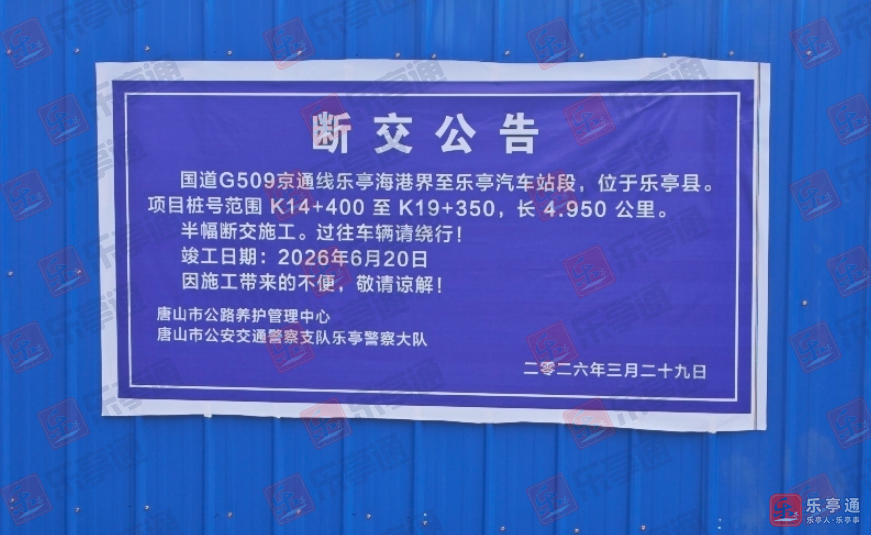 断交公告
国道G509京通线乐亭海港界至乐亭汽车站段，位于乐亭县。
项目桩号范围 K14+400 至 K19+350，长 4.950 公里。
半幅断交施工。过往车辆请绕行！
竣工日期：2026年6月20日
因施工带来的不便，敬请谅解！
唐山市公路养护管理中心
唐山市公安交通警察支队乐亭警察大队
二零二六年三月二十九日
乐亭通
乐亭人·乐亭事